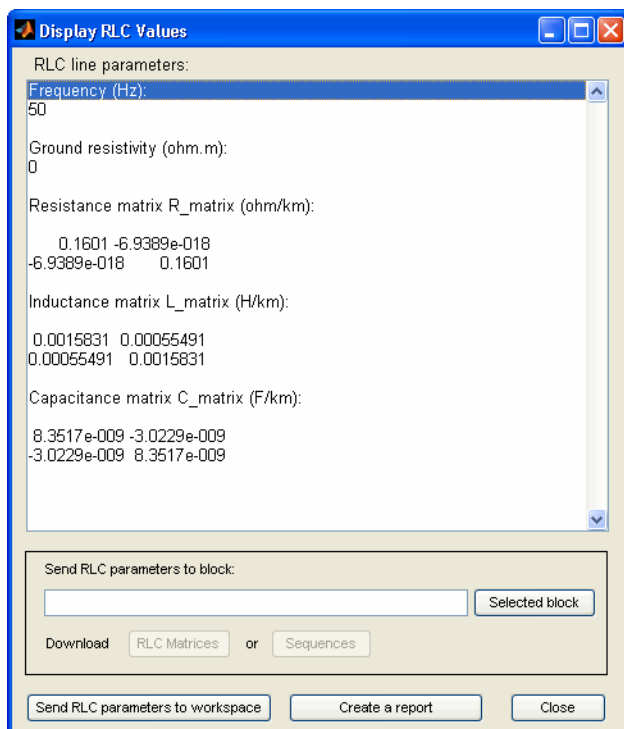 Display RLC Values
RLC line parameters:
Frequency (Hz):
50
Ground resistivity (ohm.m):
0
Resistance matrix R_matrix (ohm/km):
0.1601 -6.9389e-018
-6.9389e-018 0.1601
Inductance matrix L_matrix (H/km):
0.0015831 0.00055491
0.00055491 0.0015831
Capacitance matrix C_matrix (F/km):
8.3517e-009 -3.0229e-009
-3.0229e-009 8.3517e-009
Send RLC parameters to block:
Selected block
Download RLC Matrices or Sequences
Send RLC parameters to workspace Create a report Close